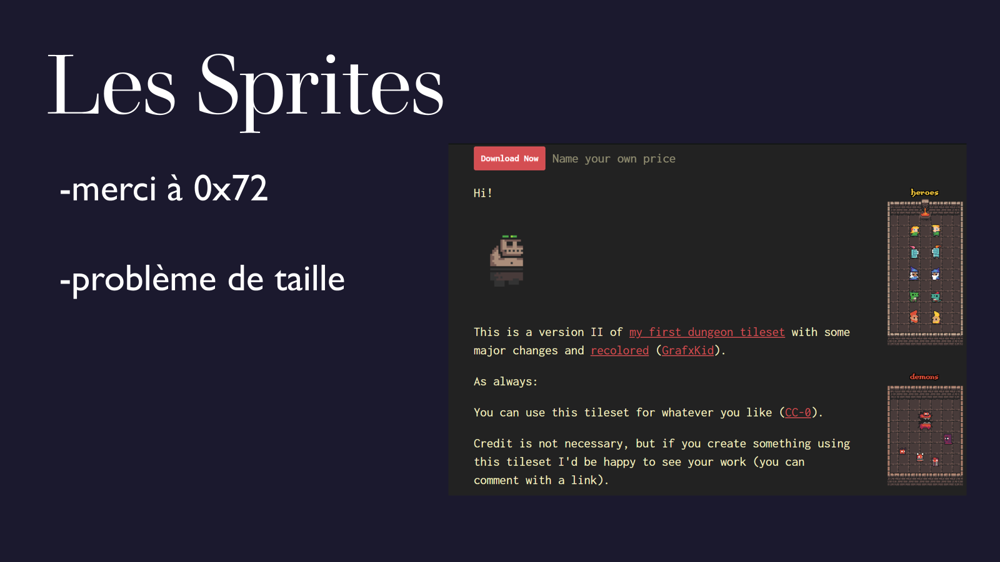 Les Sprites
-merci à 0x72
-problème de taille
Download Now
Name your own price
Hi!
This is a version II of my first dungeon tileset with some
major changes and recolored (GrafxKid).
As always:
You can use this tileset for whatever you like (CC-0).
Credit is not necessary, but if you create something using
this tileset I'd be happy to see your work (you can
comment with a link).
heroes
demons